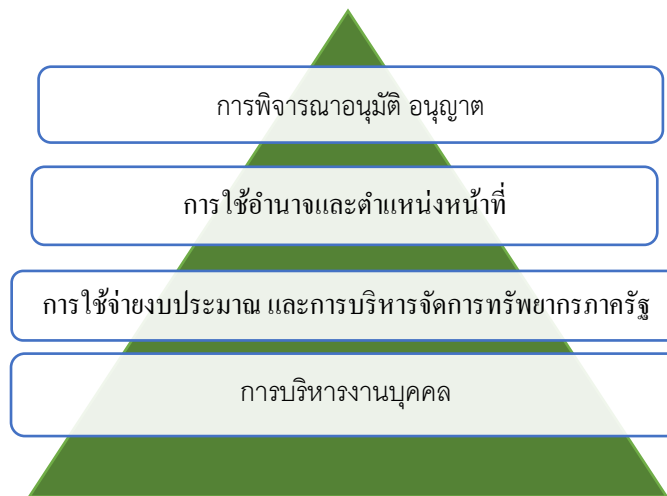 การพิจารณาอนุมัติ อนุญาต
การใช้อำนาจและตำแหน่งหน้าที่
การใช้จ่ายงบประมาณ และการบริหารจัดการทรัพยากรภาครัฐ
การบริหารงานบุคคล